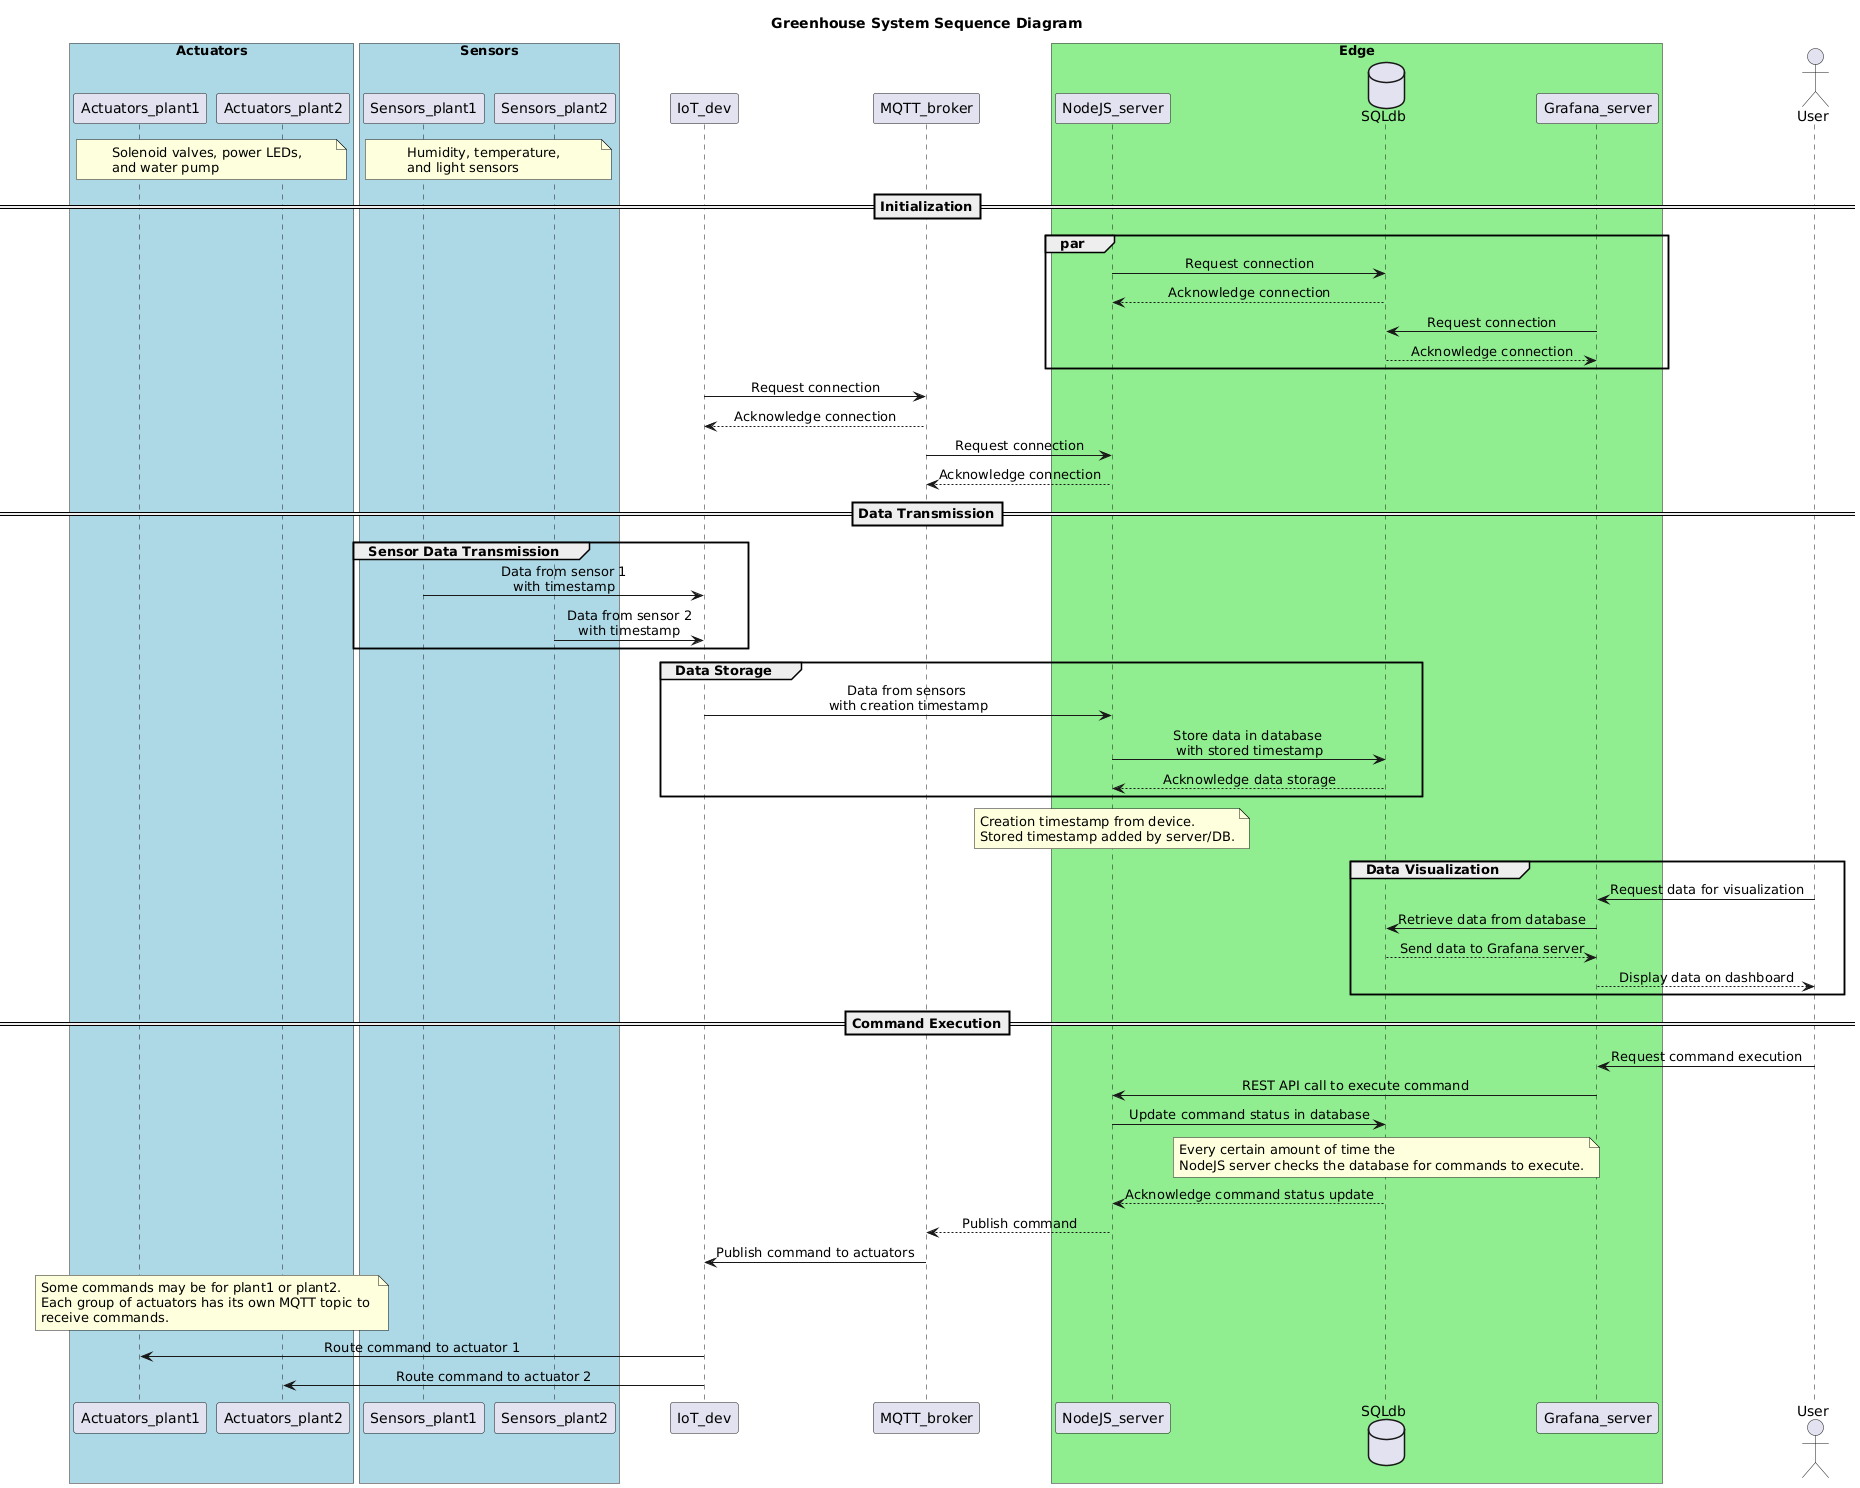 Greenhouse System Sequence Diagram
Actuators
Sensors
Edge
Actuators_plant1
Actuators_plant2
Sensors_plant1
Sensors_plant2
IoT_dev
MQTT_broker
NodeJS_server
SQLdb
Grafana_server
User
Solenoid valves, power LEDs,
and water pump
Humidity, temperature,
and light sensors
Initialization
par
Request connection
Acknowledge connection
Request connection
Acknowledge connection
Request connection
Acknowledge connection
Request connection
Acknowledge connection
Data Transmission
Sensor Data Transmission
Data from sensor 1
with timestamp
Data from sensor 2
with timestamp
Data Storage
Data from sensors
with creation timestamp
Store data in database
with stored timestamp
Acknowledge data storage
Creation timestamp from device.
Stored timestamp added by server/DB.
Data Visualization
Request data for visualization
Retrieve data from database
Send data to Grafana server
Display data on dashboard
Command Execution
Request command execution
REST API call to execute command
Update command status in database
Every certain amount of time the
NodeJS server checks the database for commands to execute.
Acknowledge command status update
Publish command
Publish command to actuators
Some commands may be for plant1 or plant2.
Each group of actuators has its own MQTT topic to
receive commands.
Route command to actuator 1
Route command to actuator 2
Actuators_plant1
Actuators_plant2
Sensors_plant1
Sensors_plant2
IoT_dev
MQTT_broker
NodeJS_server
SQLdb
Grafana_server
User